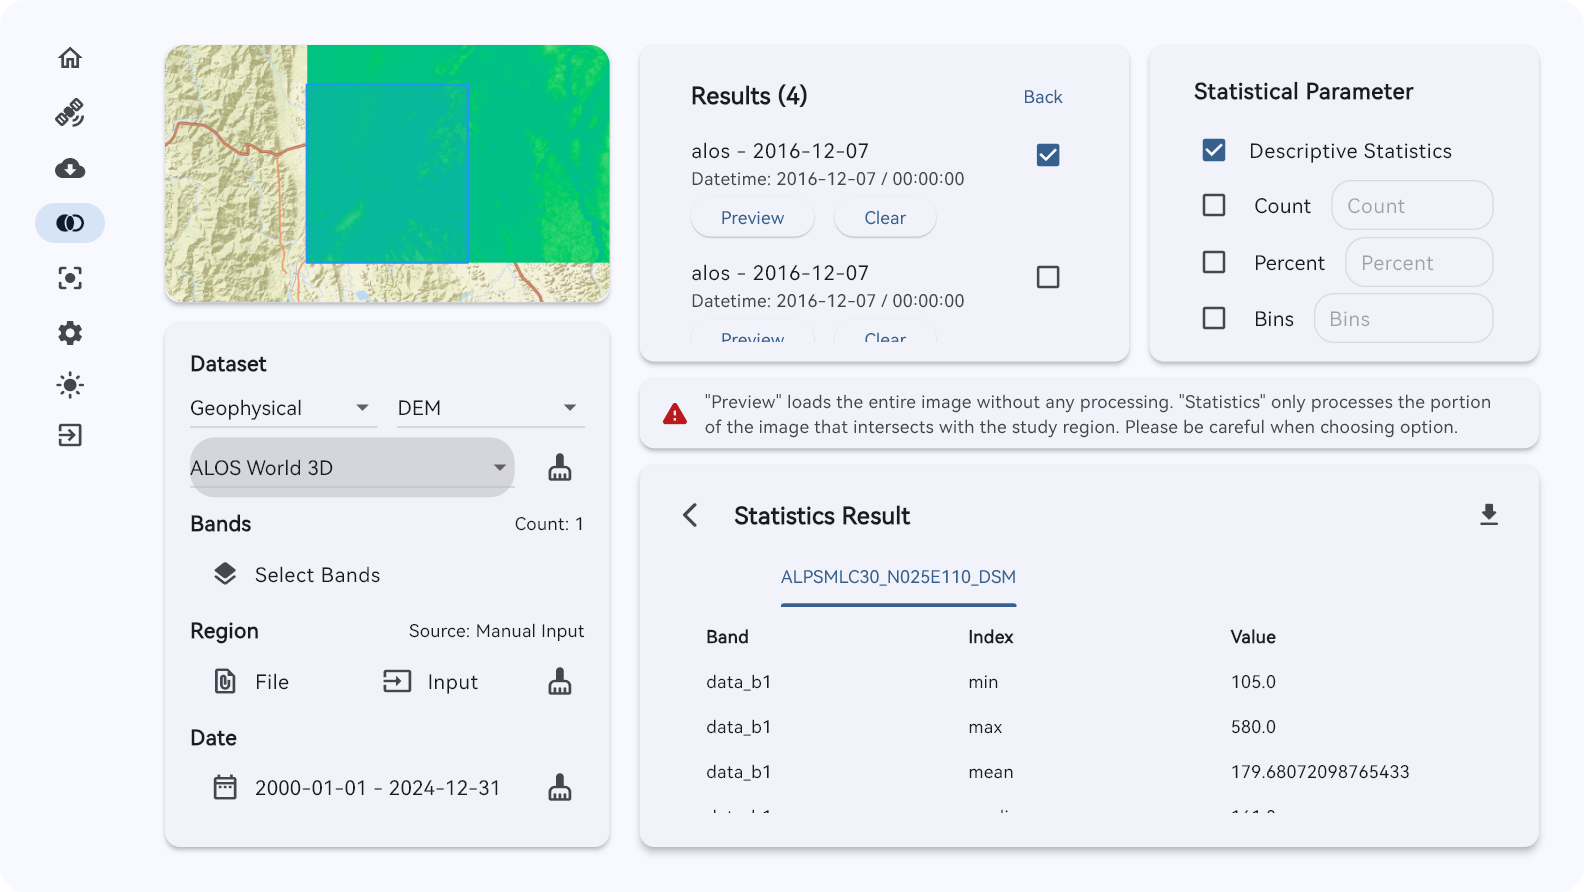 Results (4)
Back
alos - 2016-12-07
Datetime: 2016-12-07 / 00:00:00
Preview
Clear
alos - 2016-12-07
Datetime: 2016-12-07 / 00:00:00
Preview
Clear
Statistical Parameter
Descriptive Statistics
Count
Count
Percent
Percent
Bins
Bins
Dataset
Geophysical
DEM
ALOS World 3D
Bands
Count: 1
Select Bands
Region
Source: Manual Input
File
Input
Date
2000-01-01 - 2024-12-31
"Preview" loads the entire image without any processing. "Statistics" only processes the portion
of the image that intersects with the study region. Please be careful when choosing option.
Statistics Result
ALPSMLC30_N025E110_DSM
Band Index Value
data_b1 min 105.0
data_b1 max 580.0
data_b1 mean 179.68072098765433